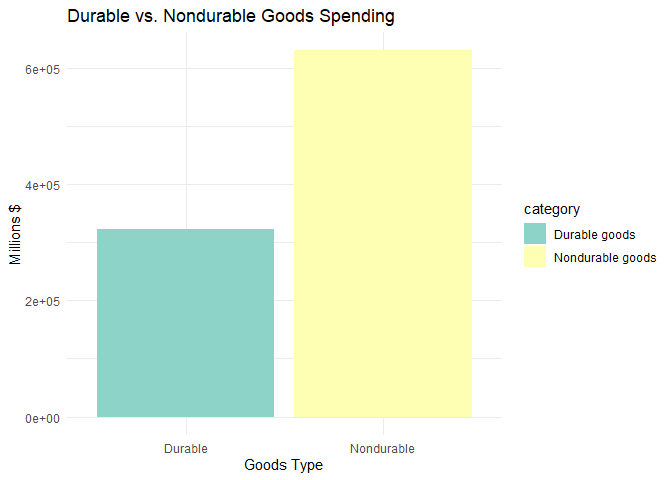 Durable vs. Nondurable Goods Spending
6e+05
4e+05
2e+05
0e+00
Millions $
Durable
Nondurable
Goods Type
category
Durable goods
Nondurable goods